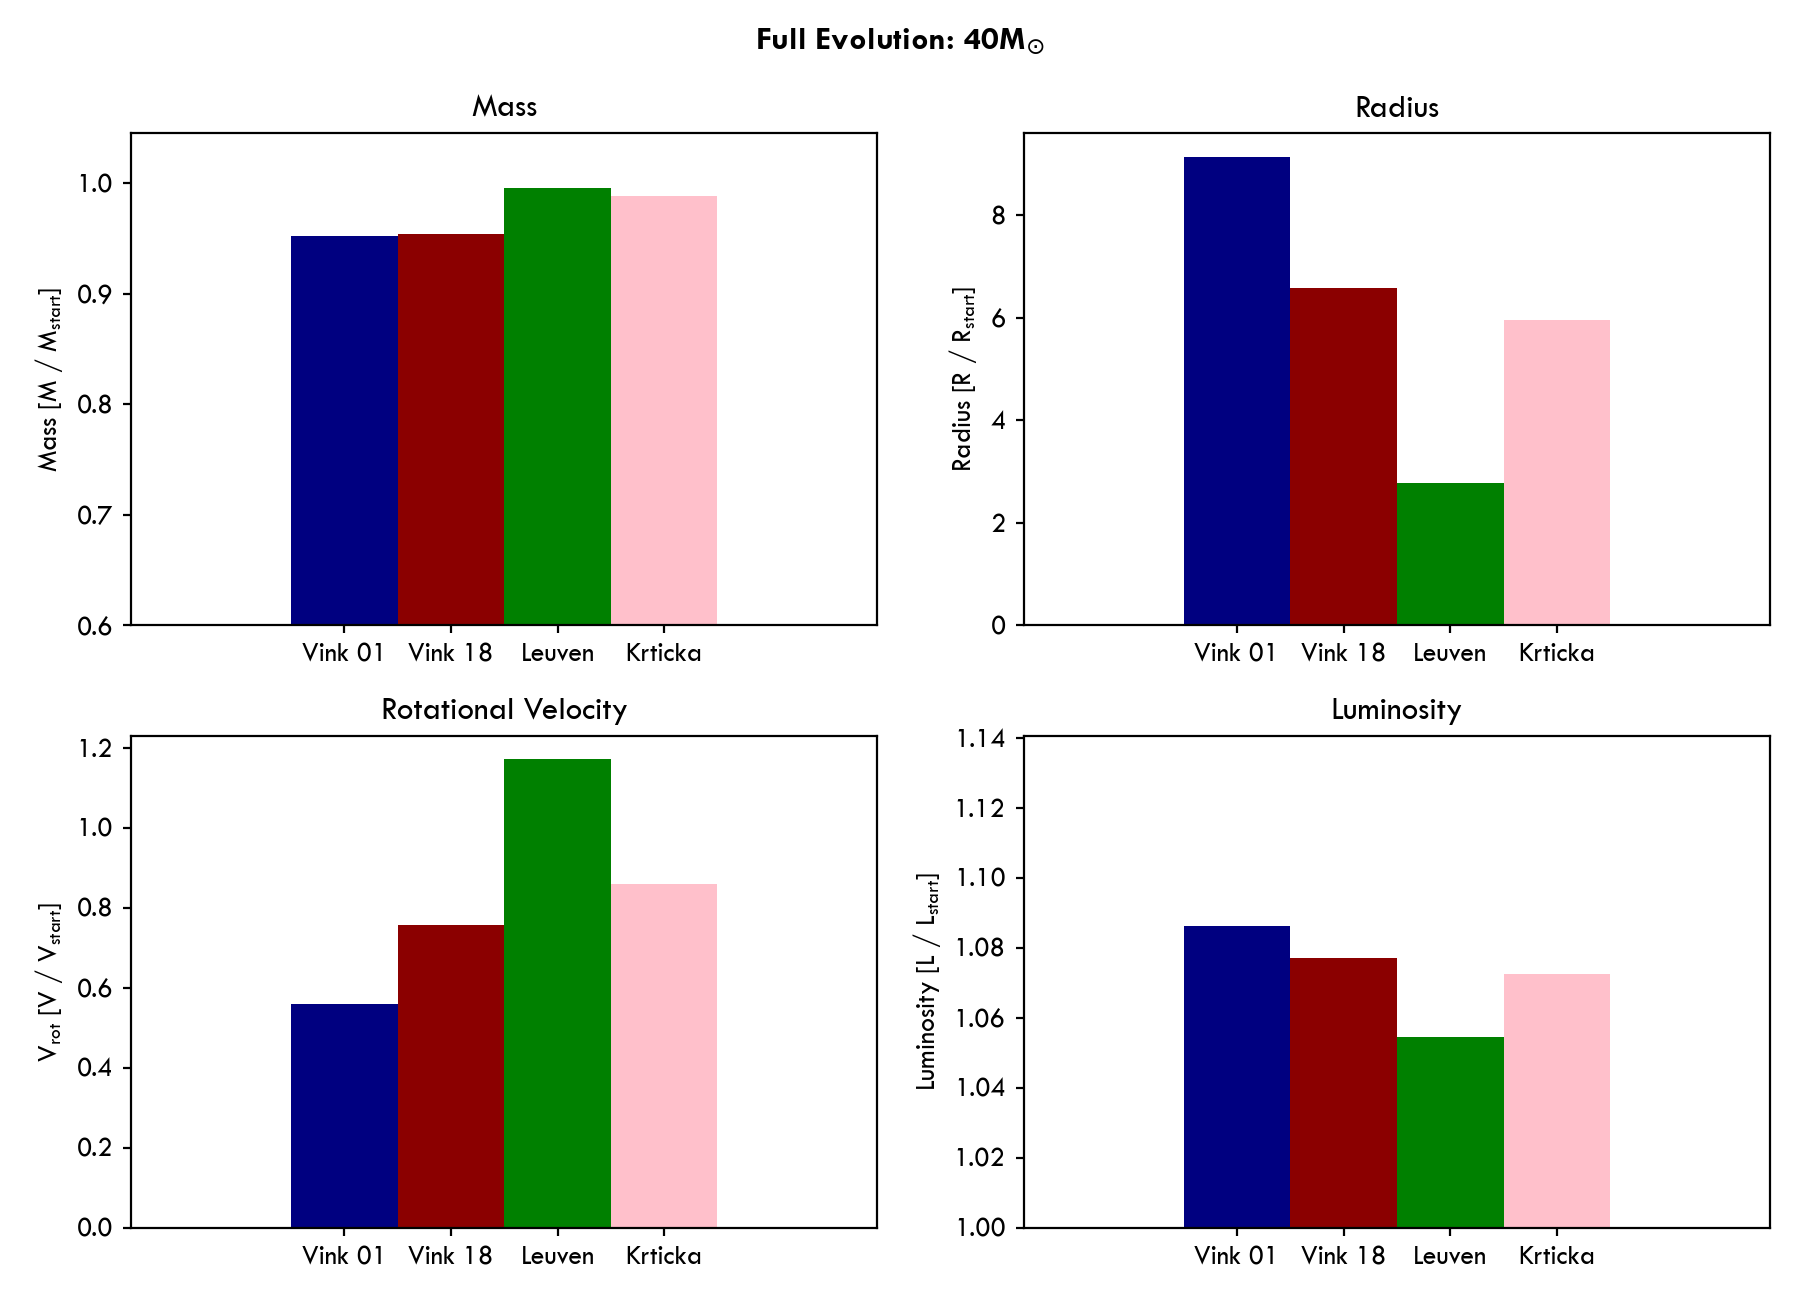 Full Evolution: 40M⊙
Mass
Mass [M / Mstart]
1.0
0.9
0.8
0.7
0.6
Vink 01 Vink 18 Leuven Krticka
Radius
Radius [R / Rstart]
8
6
4
2
0
Vink 01 Vink 18 Leuven Krticka
Rotational Velocity
Vrot [V / Vstart]
1.2
1.0
0.8
0.6
0.4
0.2
0.0
Vink 01 Vink 18 Leuven Krticka
Luminosity
Luminosity [L / Lstart]
1.14
1.12
1.10
1.08
1.06
1.04
1.02
1.00
Vink 01 Vink 18 Leuven Krticka